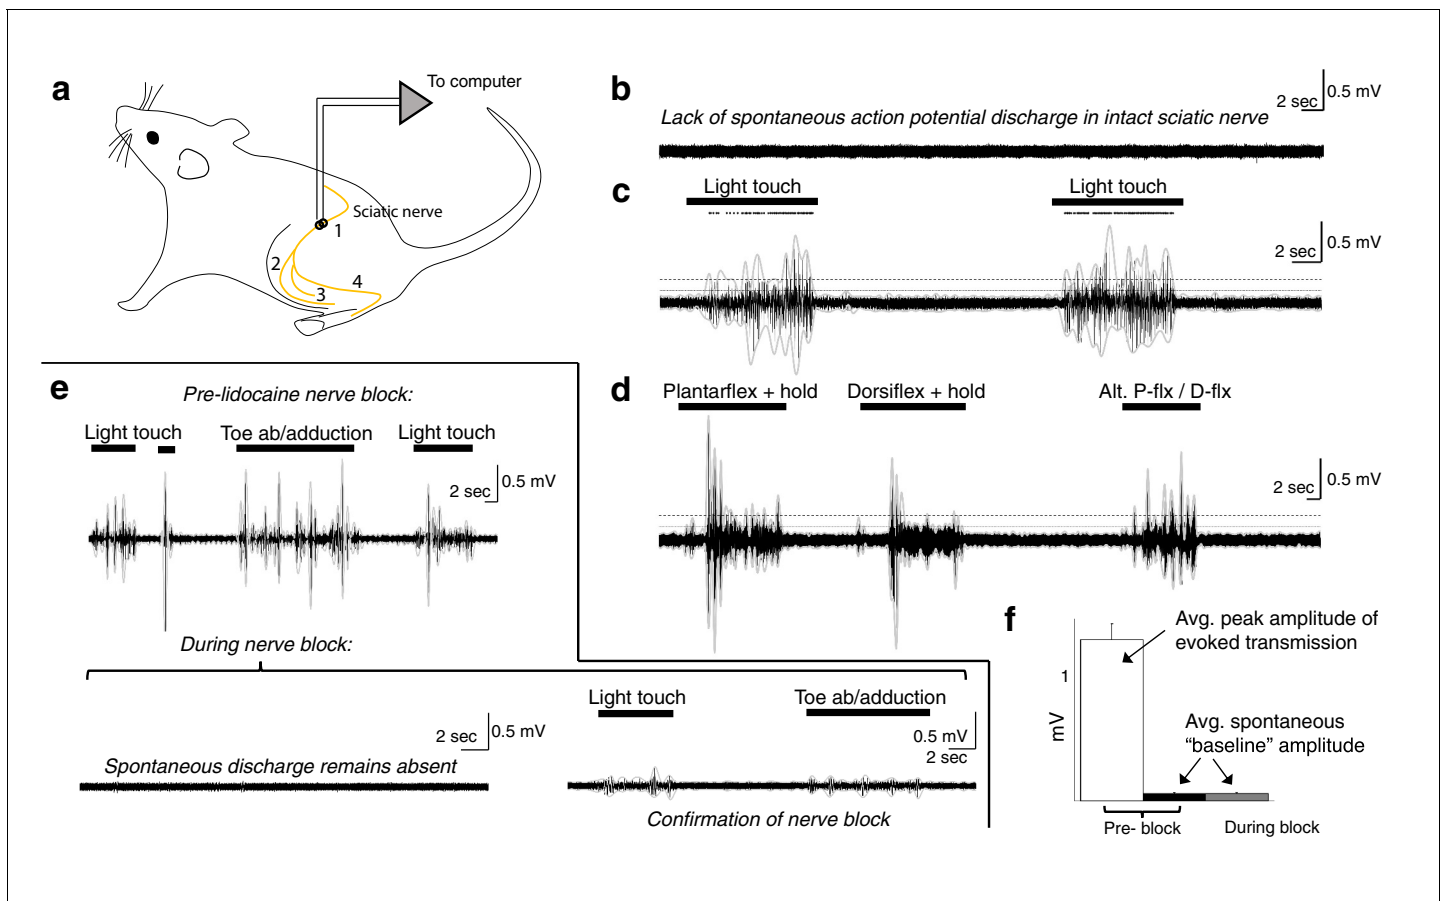 a
To computer
Sciatic nerve
1
2
3
4
b
2 sec
0.5 mV
Lack of spontaneous action potential discharge in intact sciatic nerve
c
Light touch
Light touch
2 sec
0.5 mV
d
Plantarflex + hold
Dorsiflex + hold
Alt. P-flx / D-flx
2 sec
0.5 mV
e
Pre-lidocaine nerve block:
Light touch
Toe ab/adduction
Light touch
2 sec
0.5 mV
During nerve block:
2 sec
0.5 mV
Spontaneous discharge remains absent
Light touch
Toe ab/adduction
0.5 mV
2 sec
Confirmation of nerve block
f
Avg. peak amplitude of
evoked transmission
1
mV
Avg. spontaneous
“baseline” amplitude
Pre- block
During block